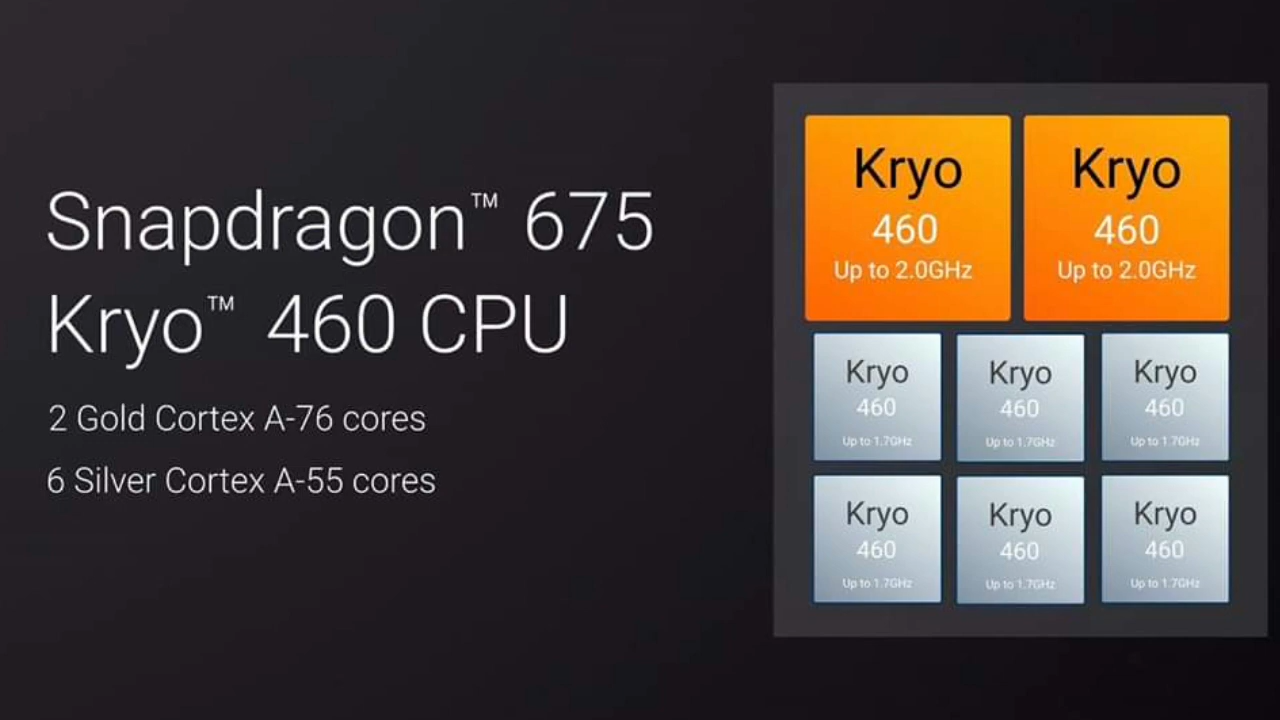 Snapdragon™ 675
Kryo™ 460 CPU
2 Gold Cortex A-76 cores
6 Silver Cortex A-55 cores
Kryo
460
Up to 2.0GHz
Kryo
460
Up to 2.0GHz
Kryo
460
Up to 1.7GHz
Kryo
460
Up to 1.7GHz
Kryo
460
Up to 1.7GHz
Kryo
460
Up to 1.7GHz
Kryo
460
Up to 1.7GHz
Kryo
460
Up to 1.7GHz